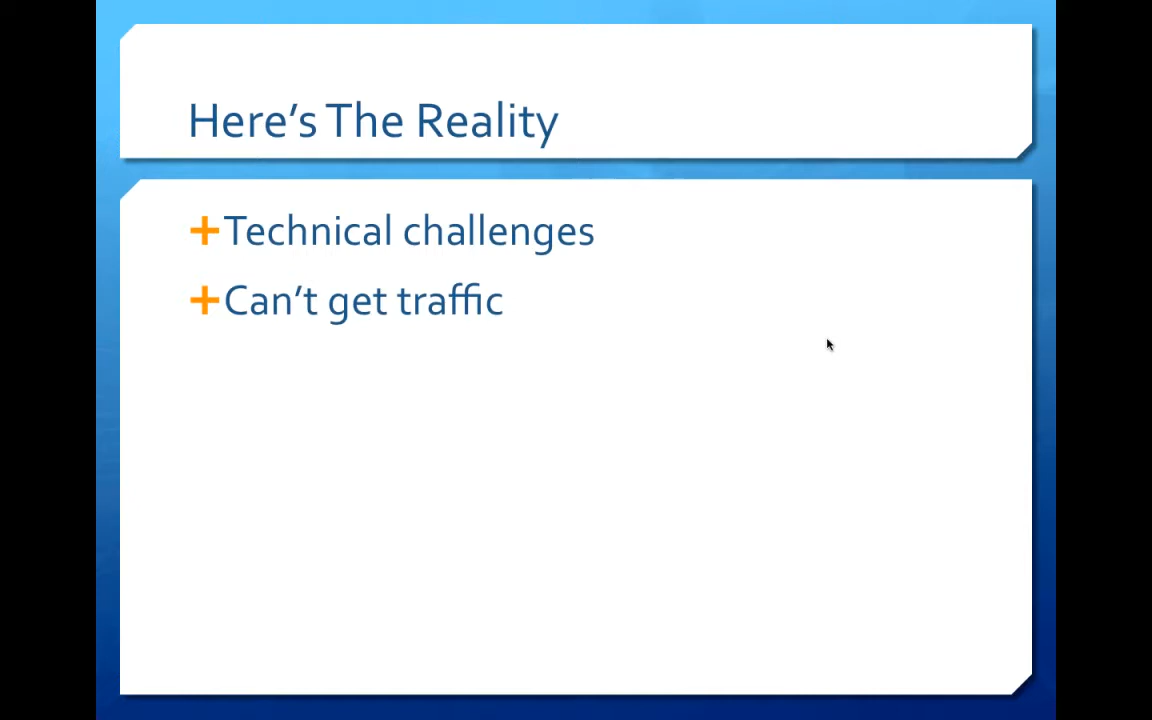 Here’s The Reality
Technical challenges
Can’t get traffic